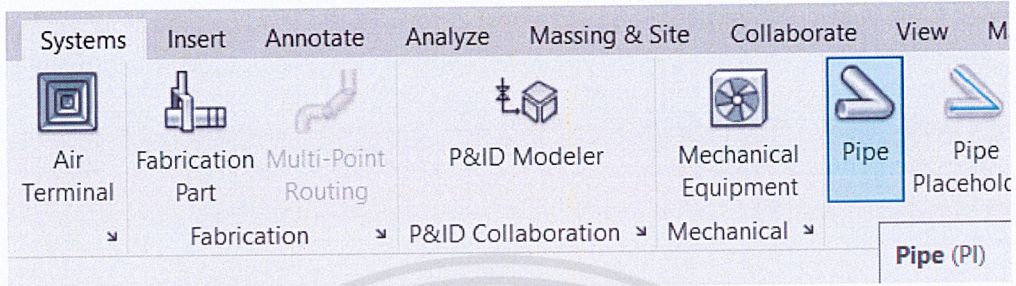 Systems Insert Annotate Analyze Massing & Site Collaborate View
Air Terminal
Fabrication Part
Multi-Point Routing
P&ID Modeler
Mechanical Equipment
Pipe
Pipe
Fabrication
P&ID Collaboration
Mechanical
Pipe (PI)